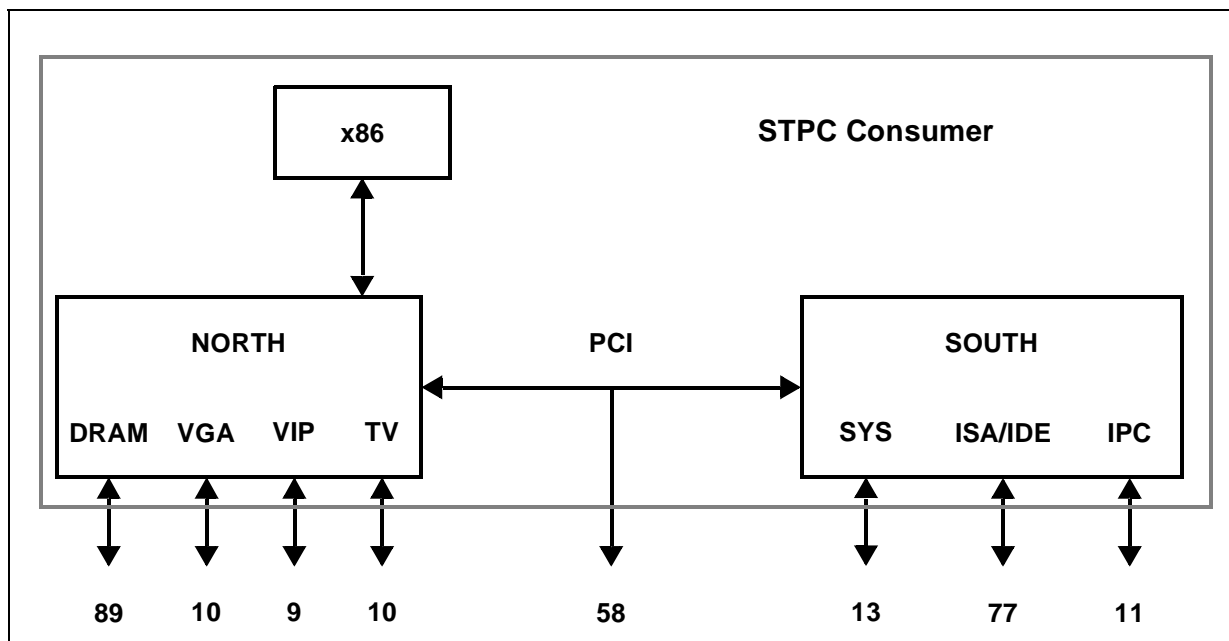 x86
STPC Consumer
NORTH
PCI
SOUTH
DRAM VGA VIP TV
SYS ISA/IDE IPC
89 10 9 10 58 13 77 11